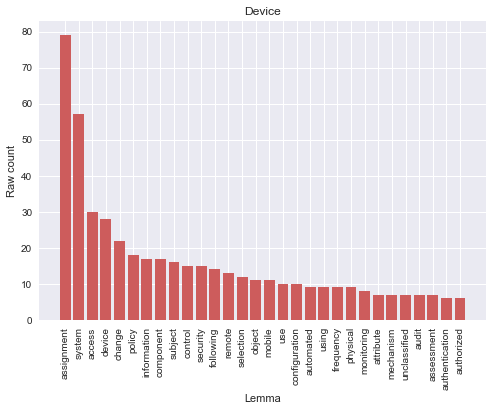 Device
Raw count
80
70
60
50
40
30
20
10
0
assignment
system
access
device
change
policy
information
component
subject
control
security
following
remote
selection
object
mobile
use
configuration
automated
using
frequency
physical
monitoring
attribute
mechanism
unclassified
audit
assessment
authentication
authorized
Lemma